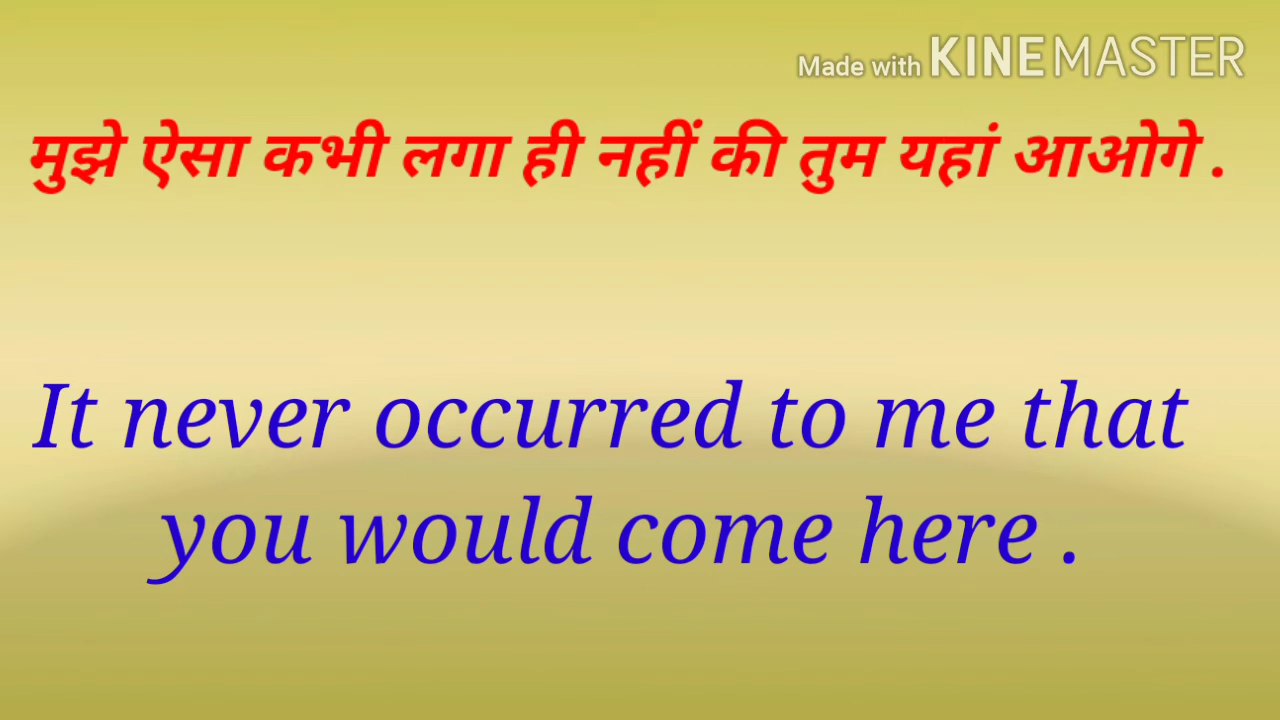 Made with KINEMASTER
मुझे ऐसा कभी लगा ही नहीं की तुम यहां आओगे .
It never occurred to me that
you would come here .